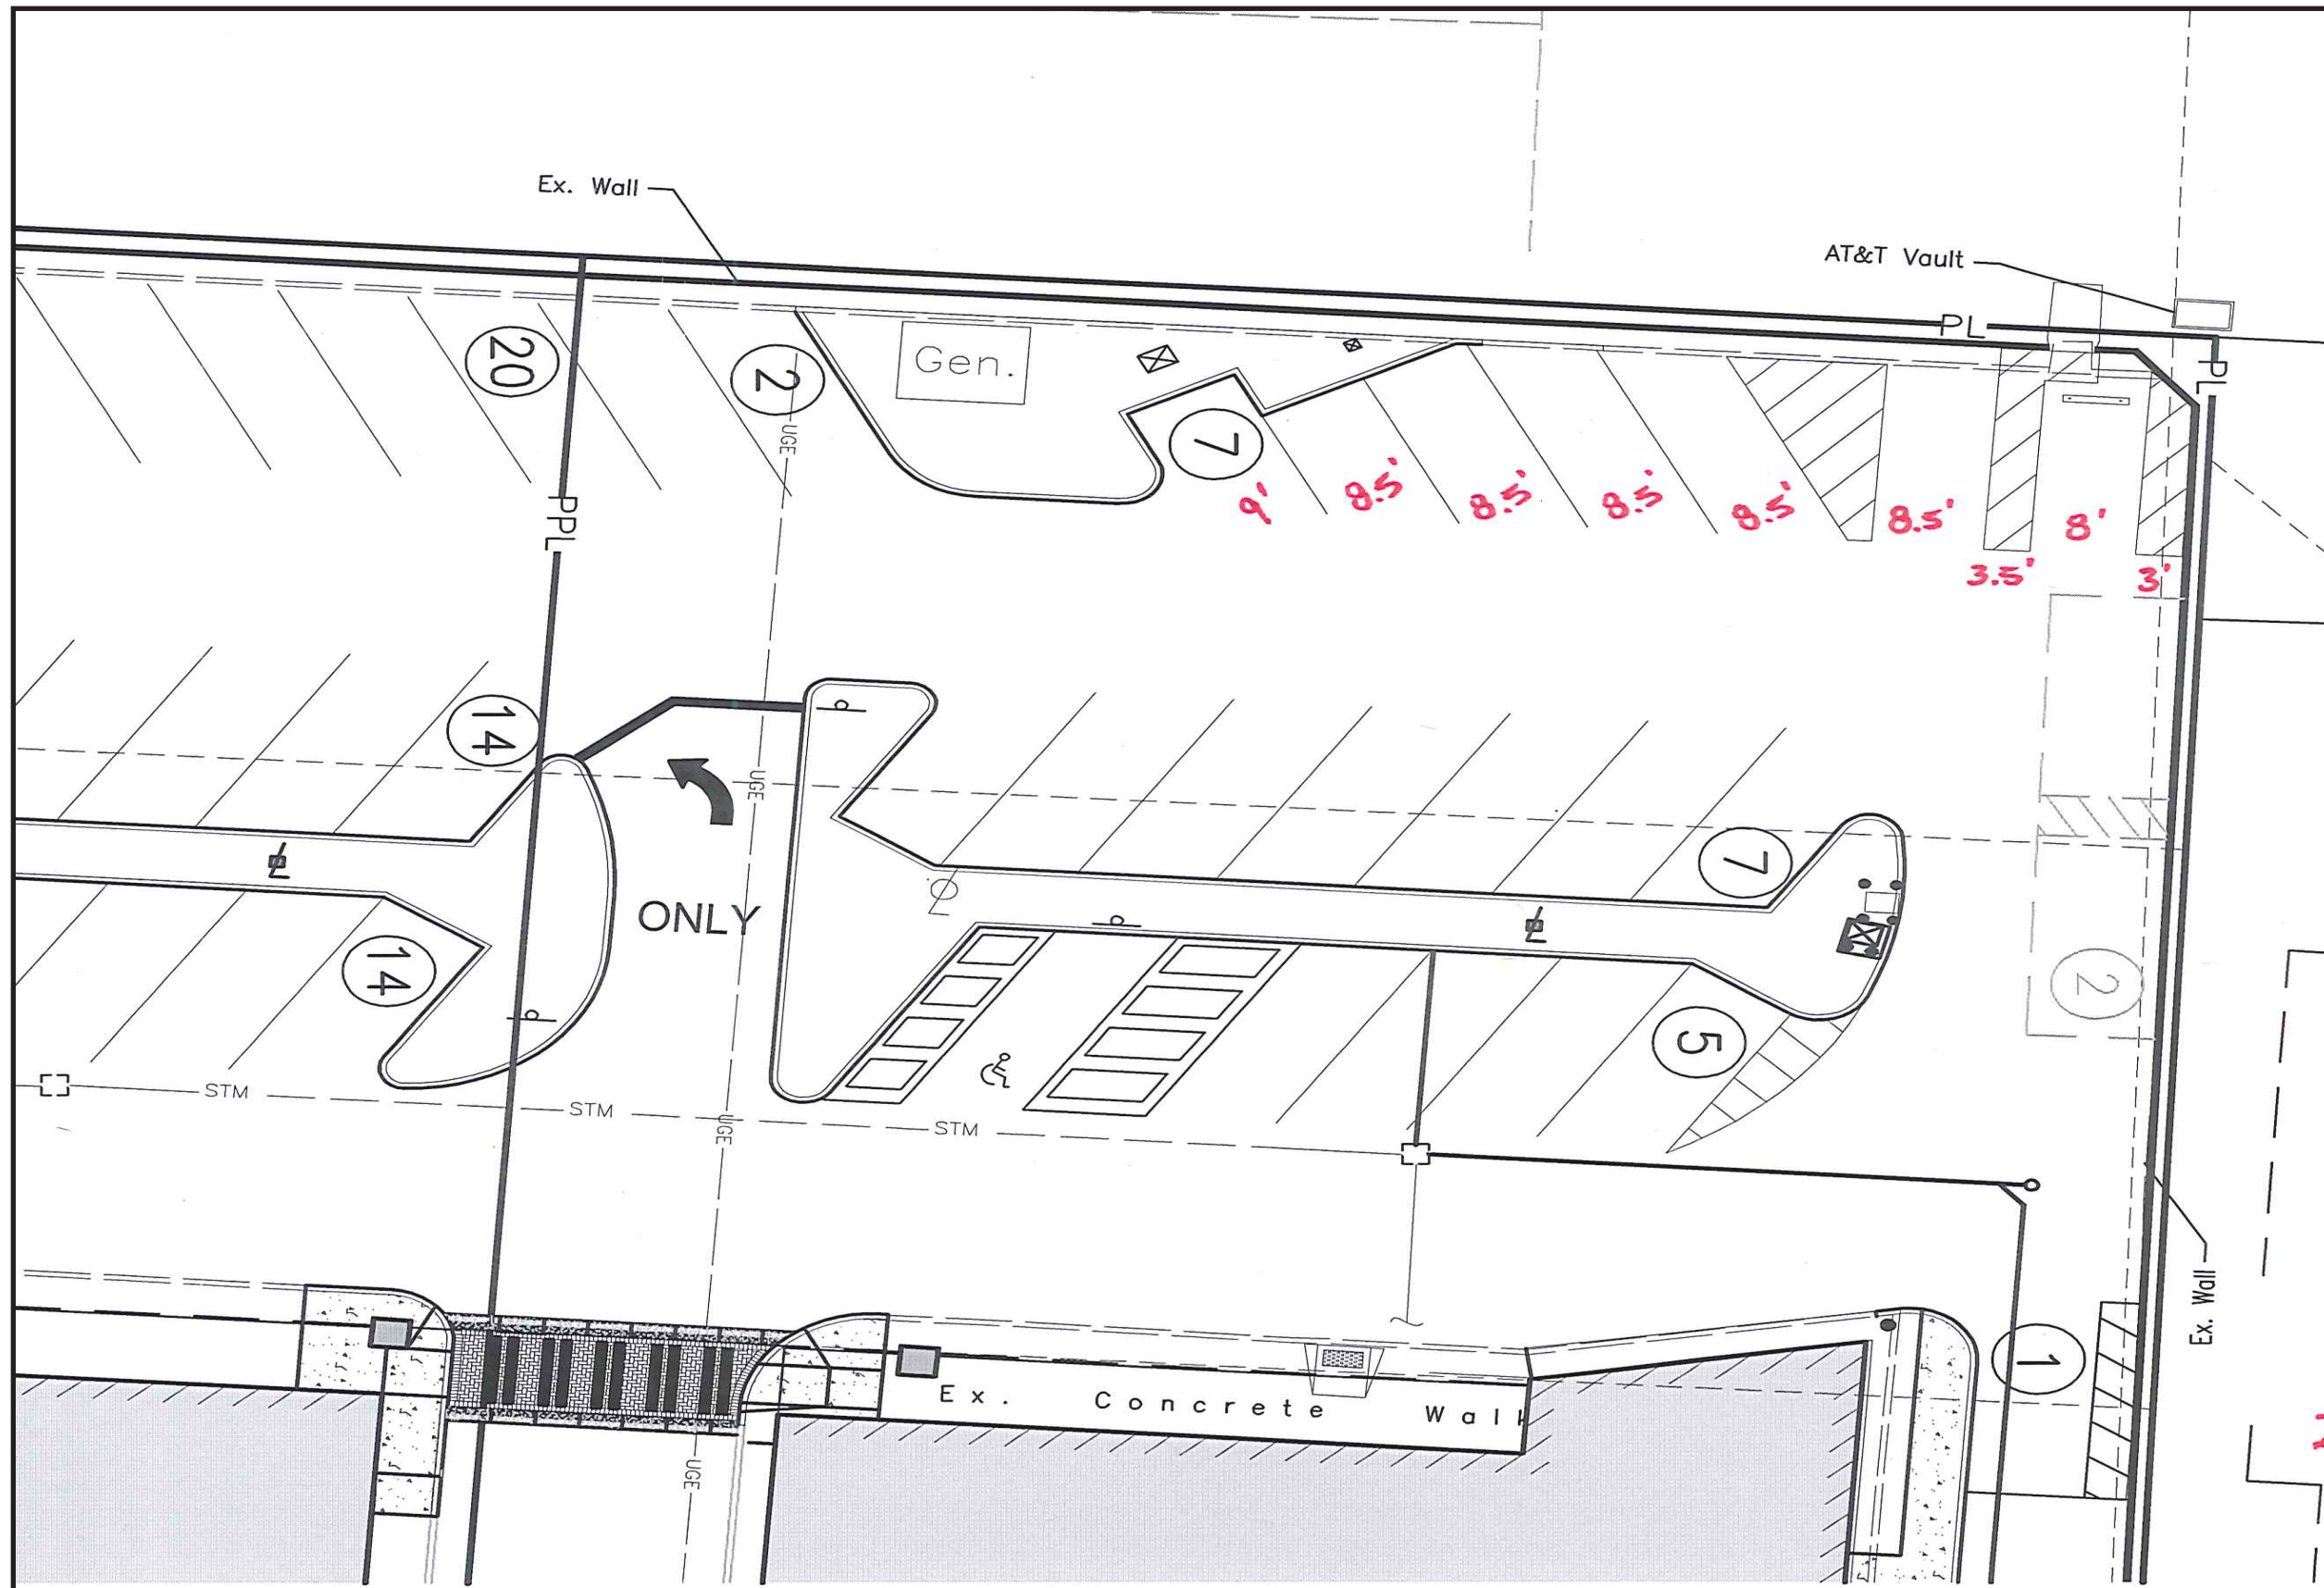 Ex. Wall
AT&T Vault
PL
PL
20
2
Gen.
7
UGE
9'
8.5'
8.5'
8.5'
8.5'
8.5'
8'
3.5'
3'
PPL
14
UGE
7
ONLY
14
2
5
STM
STM
STM
UGE
Ex. Wall
1
Ex. Concrete Wall
UGE